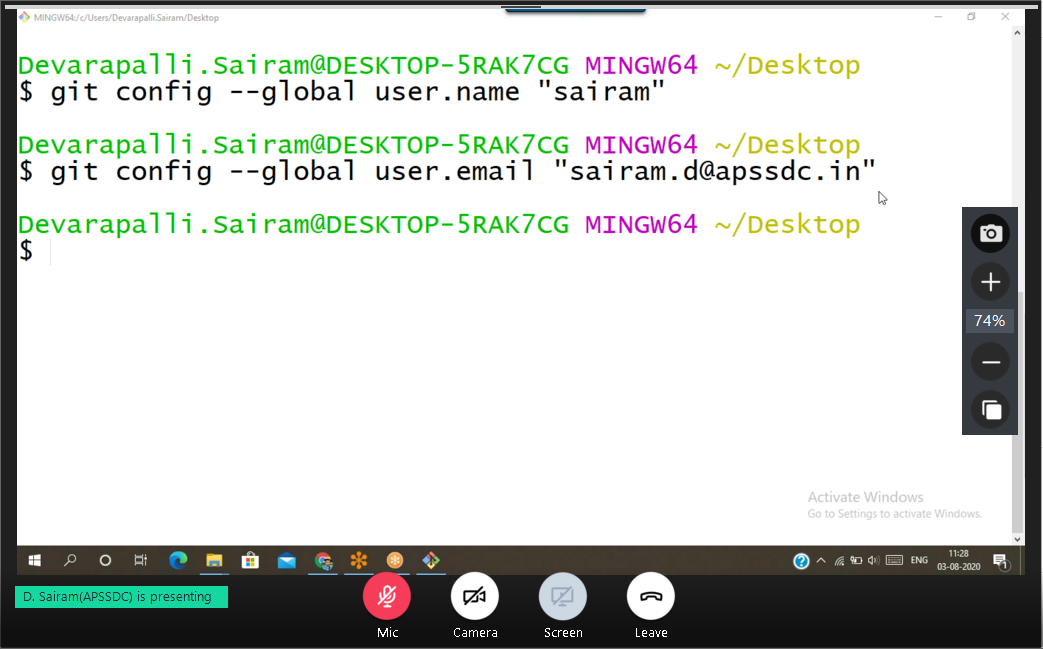 MINGW64:/c/Users/Devarapalli.Sairam/Desktop
Devarapalli.Sairam@DESKTOP-5RAK7CG MINGW64 ~/Desktop
$ git config --global user.name "sairam"
Devarapalli.Sairam@DESKTOP-5RAK7CG MINGW64 ~/Desktop
$ git config --global user.email "sairam.d@apssdc.in"
Devarapalli.Sairam@DESKTOP-5RAK7CG MINGW64 ~/Desktop
$
74%
Activate Windows
Go to Settings to activate Windows.
ENG
11:28
03-08-2020
1
D. Sairam(APSSDC) is presenting
Mic
Camera
Screen
Leave